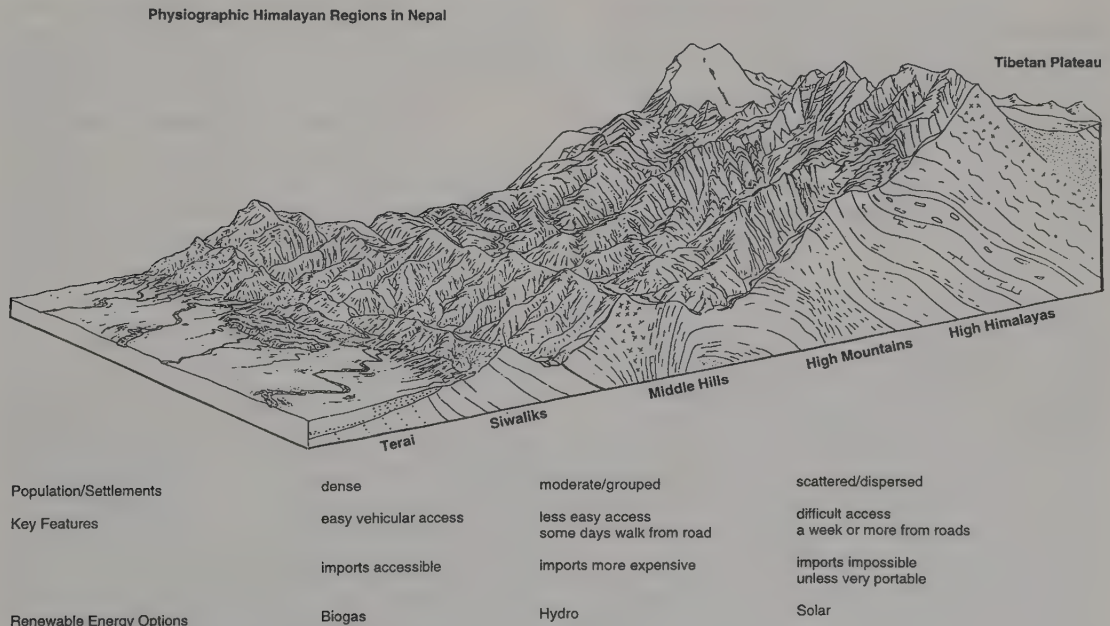 Physiographic Himalayan Regions in Nepal
Tibetan Plateau
High Himalayas
High Mountains
Middle Hills
Siwaliks
Terai
Population/Settlements dense moderate/grouped scattered/dispersed
Key Features easy vehicular access less easy access difficult access
some days walk from road a week or more from roads
imports accessible imports more expensive imports impossible
unless very portable
Renewable Energy Options Biogas Hydro Solar